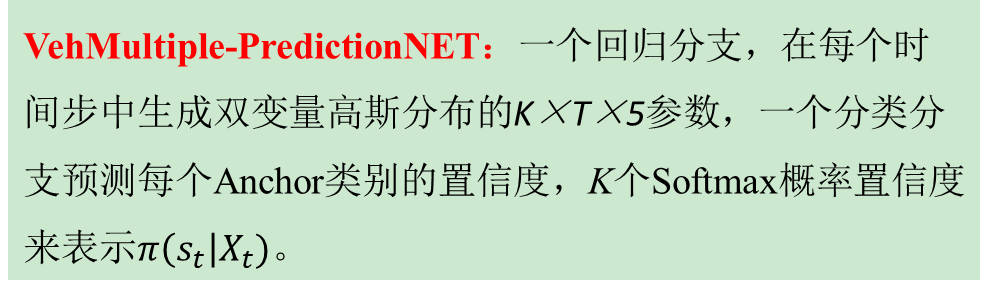 VehMultiple-PredictionNET：一个回归分支，在每个时
间步中生成双变量高斯分布的K×T×5参数，一个分类分
支预测每个Anchor类别的置信度，K个Softmax概率置信度
来表示π(sₜ|Xₜ)。